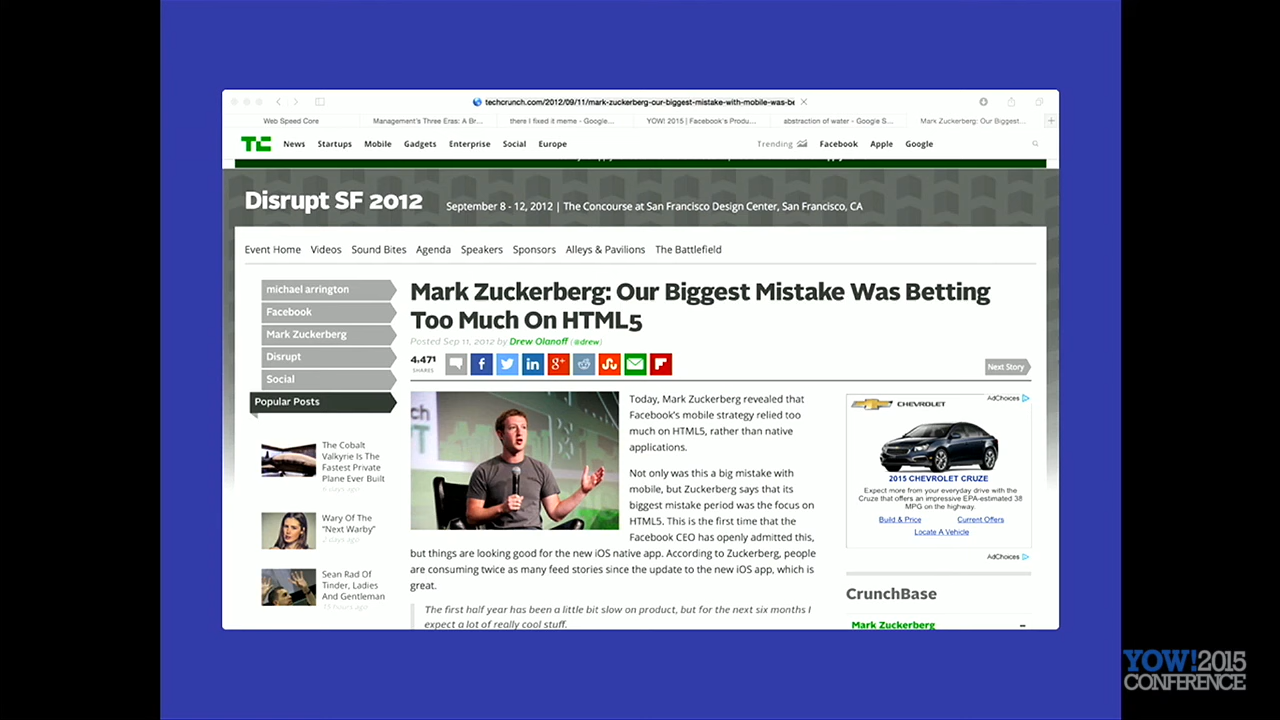 techcrunch.com/2012/09/11/mark-zuckerberg-our-biggest-mistake-with-mobile-was-be
Web Speed Core
Management's Three Eras: A Br...
there I fixed it meme - Google...
YOW! 2015 | Facebook's Produ...
abstraction of water - Google S...
Mark Zuckerberg: Our Biggest...
TC
News Startups Mobile Gadgets Enterprise Social Europe
Trending Facebook Apple Google
Disrupt SF 2012
September 8 - 12, 2012 | The Concourse at San Francisco Design Center, San Francisco, CA
Event Home Videos Sound Bites Agenda Speakers Sponsors Alleys & Pavilions The Battlefield
michael arrington
Facebook
Mark Zuckerberg
Disrupt
Social
Popular Posts
The Cobalt
Valkyrie Is The
Fastest Private
Plane Ever Built
6 days ago
Wary Of The
"Next Warby"
2 days ago
Sean Rad Of
Tinder, Ladies
And Gentleman
Mark Zuckerberg: Our Biggest Mistake Was Betting
Too Much On HTML5
Posted Sep 11, 2012 by Drew Olanoff (@drew)
4,471
SHARES
Next Story
Today, Mark Zuckerberg revealed that
Facebook's mobile strategy relied too
much on HTML5, rather than native
applications.
Not only was this a big mistake with
mobile, but Zuckerberg says that its
biggest mistake period was the focus on
HTML5. This is the first time that the
Facebook CEO has openly admitted this,
but things are looking good for the new iOS native app. According to Zuckerberg, people
are consuming twice as many feed stories since the update to the new iOS app, which is
great.
The first half year has been a little bit slow on product, but for the next six months I
expect a lot of really cool stuff.
CHEVROLET
AdChoices
2015 CHEVROLET CRUZE
Expect more from your everyday drive with the
Cruze that offers an impressive EPA-estimated 38
MPG on the highway.
Build & Price Current Offers
Locate A Vehicle
AdChoices
CrunchBase
Mark Zuckerberg
YOW! 2015
CONFERENCE